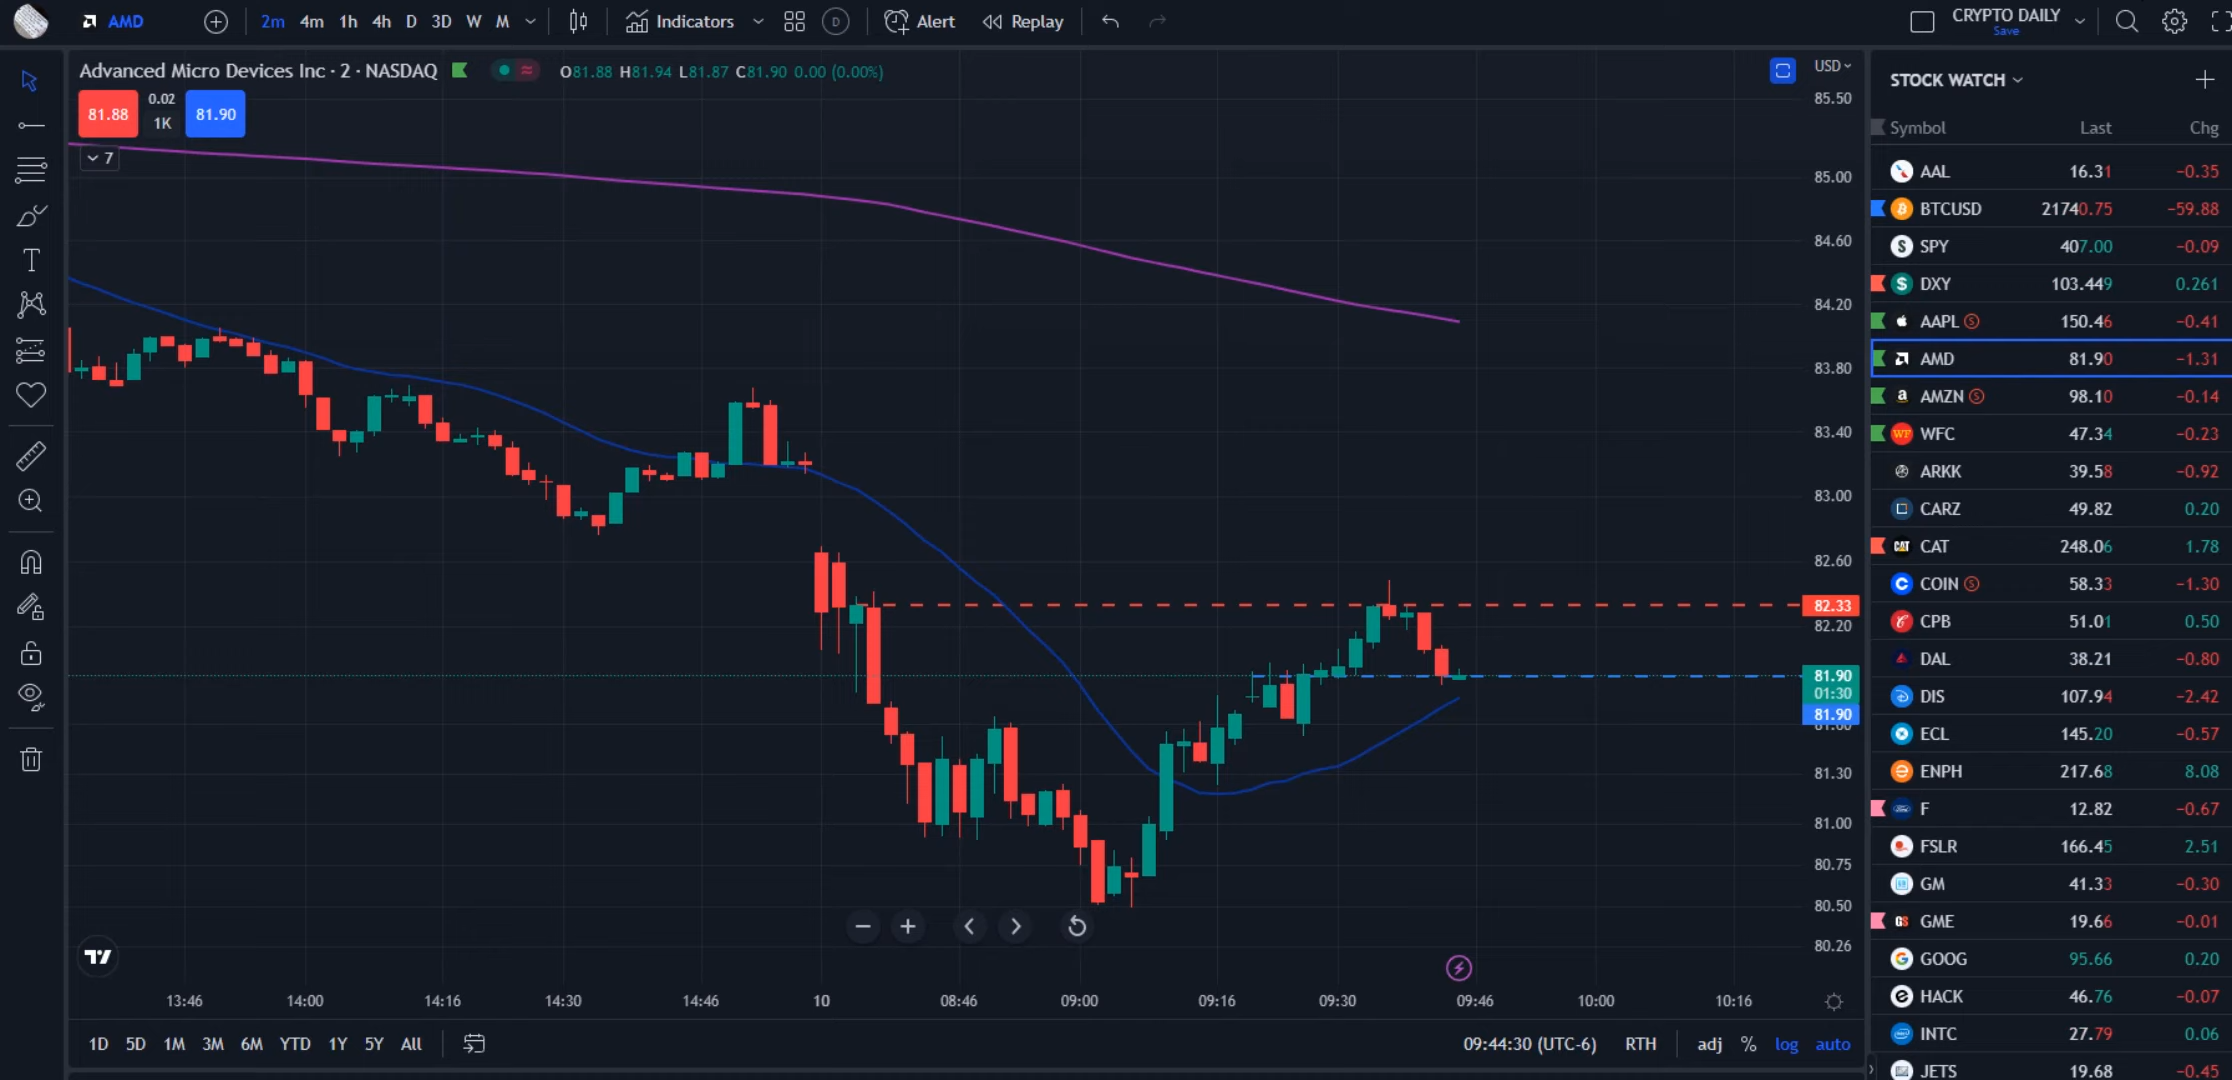 AMD 2m 4m 1h 4h D 3D W M Indicators D Alert Replay CRYPTO DAILY
Save
Advanced Micro Devices Inc · 2 · NASDAQ O81.88 H81.94 L81.87 C81.90 0.00 (0.00%)
81.88 0.02 81.90
1K
7
USD
85.50
85.00
84.60
84.20
83.80
83.40
83.00
82.60
82.33
82.20
81.90
01:30
81.90
81.30
81.00
80.75
80.50
80.26
13:46 14:00 14:16 14:30 14:46 10 08:46 09:00 09:16 09:30 09:46 10:00 10:16
1D 5D 1M 3M 6M YTD 1Y 5Y All 09:44:30 (UTC-6) RTH adj % log auto
STOCK WATCH
Symbol Last Chg
AAL 16.31 −0.35
BTCUSD 21740.75 −59.88
SPY 407.00 −0.09
DXY 103.449 0.261
AAPL S 150.46 −0.41
AMD 81.90 −1.31
AMZN S 98.10 −0.14
WFC 47.34 −0.23
ARKK 39.58 −0.92
CARZ 49.82 0.20
CAT 248.06 1.78
COIN S 58.33 −1.30
CPB 51.01 0.50
DAL 38.21 −0.80
DIS 107.94 −2.42
ECL 145.20 −0.57
ENPH 217.68 8.08
F 12.82 −0.67
FSLR 166.45 2.51
GM 41.33 −0.30
GME 19.66 −0.01
GOOG 95.66 0.20
HACK 46.76 −0.07
INTC 27.79 0.06
JETS 19.68 −0.45